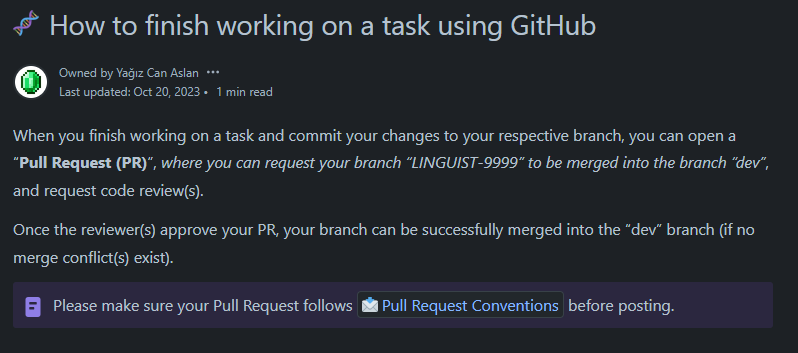 How to finish working on a task using GitHub
Owned by Yağız Can Aslan •••
Last updated: Oct 20, 2023 • 1 min read
When you finish working on a task and commit your changes to your respective branch, you can open a
“Pull Request (PR)“, where you can request your branch “LINGUIST-9999” to be merged into the branch “dev”,
and request code review(s).
Once the reviewer(s) approve your PR, your branch can be successfully merged into the “dev” branch (if no
merge conflict(s) exist).
Please make sure your Pull Request follows Pull Request Conventions before posting.